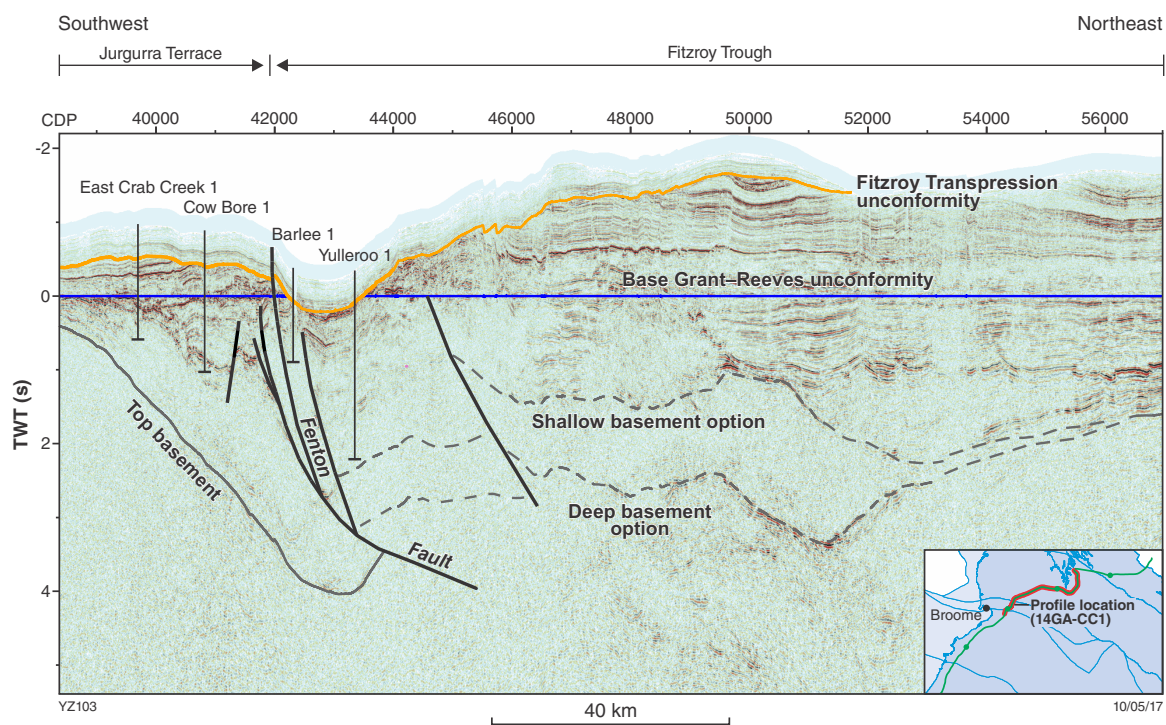 Southwest
Northeast
Jurgurra Terrace
Fitzroy Trough
CDP
40000
42000
44000
46000
48000
50000
52000
54000
56000
-2
0
2
4
TWT (s)
East Crab Creek 1
Cow Bore 1
Barlee 1
Yulleroo 1
Fitzroy Transpression
unconformity
Base Grant–Reeves unconformity
Top basement
Fenton
Fault
Shallow basement option
Deep basement
option
Broome
Profile location
(14GA-CC1)
YZ103
40 km
10/05/17